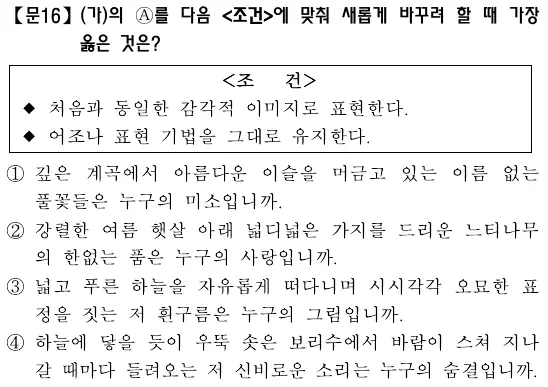 【문16】 (가)의 Ⓐ를 다음 <조건>에 맞춰 새롭게 바꾸려 할 때 가장
옳은 것은?
<조 건>
◆ 처음과 동일한 감각적 이미지로 표현한다.
◆ 어조나 표현 기법을 그대로 유지한다.
① 깊은 계곡에서 아름다운 이슬을 머금고 있는 이름 없는
풀꽃들은 누구의 미소입니까.
② 강렬한 여름 햇살 아래 넓디넓은 가지를 드리운 느티나무
의 한없는 품은 누구의 사랑입니까.
③ 넓고 푸른 하늘을 자유롭게 떠다니며 시시각각 오묘한 표
정을 짓는 저 흰구름은 누구의 그림입니까.
④ 하늘에 닿을 듯이 우뚝 솟은 보리수에서 바람이 스쳐 지나
갈 때마다 들려오는 저 신비로운 소리는 누구의 숨결입니까.